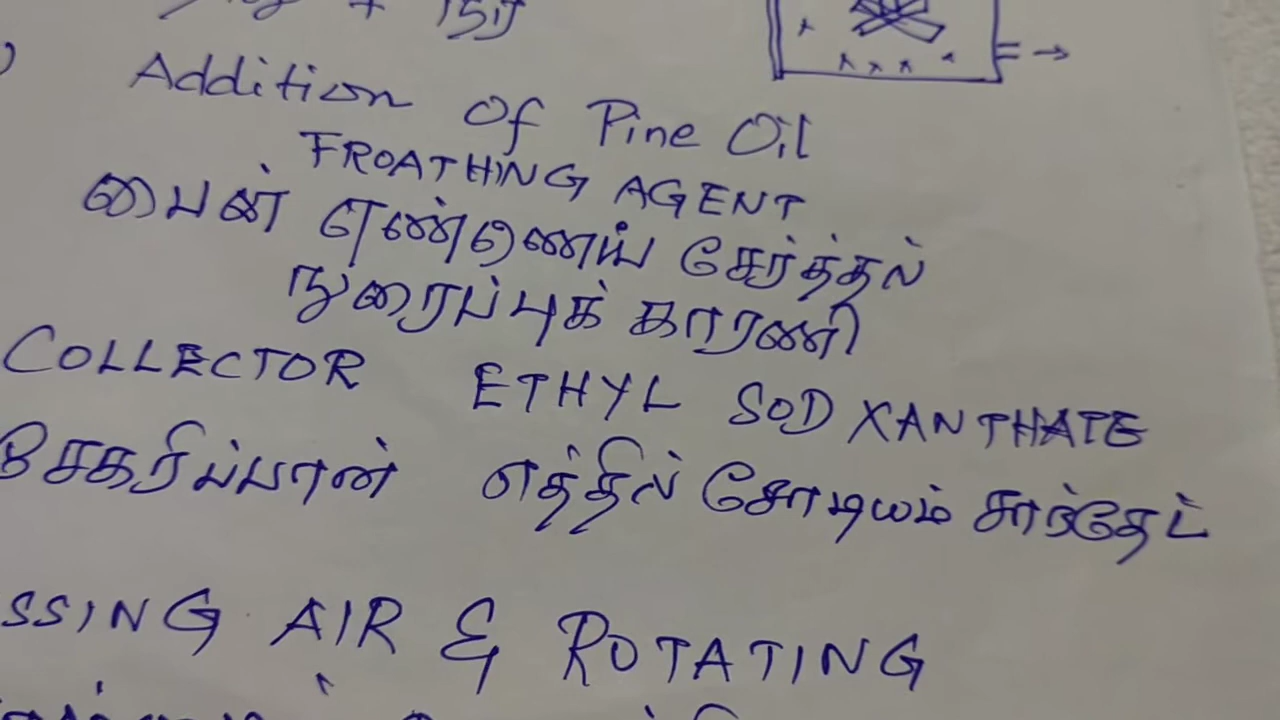 Addition Of Pine Oil
FROATHING AGENT
பைன் எண்ணெய் சேர்த்தல்
நுரைப்புக் காரணி
COLLECTOR ETHYL SOD XANTHATE
சேகரிப்பான் எத்தில் சோடியம் சாந்தேட்
SSING AIR & ROTATING